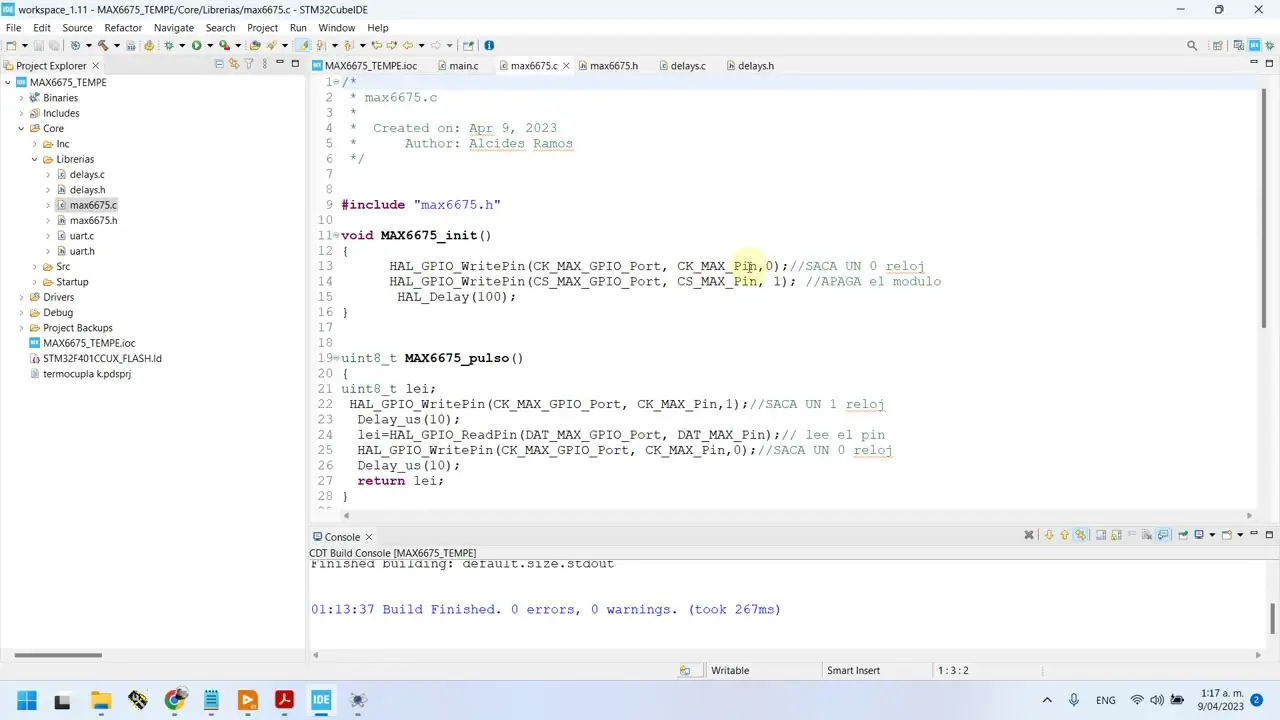 workspace_1.11 - MAX6675_TEMPE/Core/Librerias/max6675.c - STM32CubeIDE
File Edit Source Refactor Navigate Search Project Run Window Help
Project Explorer
MAX6675_TEMPE
Binaries
Includes
Core
Inc
Librerias
delays.c
delays.h
max6675.c
max6675.h
uart.c
uart.h
Src
Startup
Drivers
Debug
Project Backups
MAX6675_TEMPE.ioc
STM32F401CCUX_FLASH.ld
termocupla k.pdsprj
MAX6675_TEMPE.ioc main.c max6675.c max6675.h delays.c delays.h
1 /*
2 * max6675.c
3 *
4 * Created on: Apr 9, 2023
5 * Author: Alcides Ramos
6 */
7
8
9 #include "max6675.h"
10
11 void MAX6675_init()
12 {
13 HAL_GPIO_WritePin(CK_MAX_GPIO_Port, CK_MAX_Pin,0);//SACA UN 0 reloj
14 HAL_GPIO_WritePin(CS_MAX_GPIO_Port, CS_MAX_Pin, 1); //APAGA el modulo
15 HAL_Delay(100);
16 }
17
18
19 uint8_t MAX6675_pulso()
20 {
21 uint8_t lei;
22 HAL_GPIO_WritePin(CK_MAX_GPIO_Port, CK_MAX_Pin,1);//SACA UN 1 reloj
23 Delay_us(10);
24 lei=HAL_GPIO_ReadPin(DAT_MAX_GPIO_Port, DAT_MAX_Pin);// lee el pin
25 HAL_GPIO_WritePin(CK_MAX_GPIO_Port, CK_MAX_Pin,0);//SACA UN 0 reloj
26 Delay_us(10);
27 return lei;
28 }
Console
CDT Build Console [MAX6675_TEMPE]
Finished building: default.size.stdout
01:13:37 Build Finished. 0 errors, 0 warnings. (took 267ms)
Writable Smart Insert 1 : 3 : 2
IDE
ENG
1:17 a. m.
9/04/2023
2